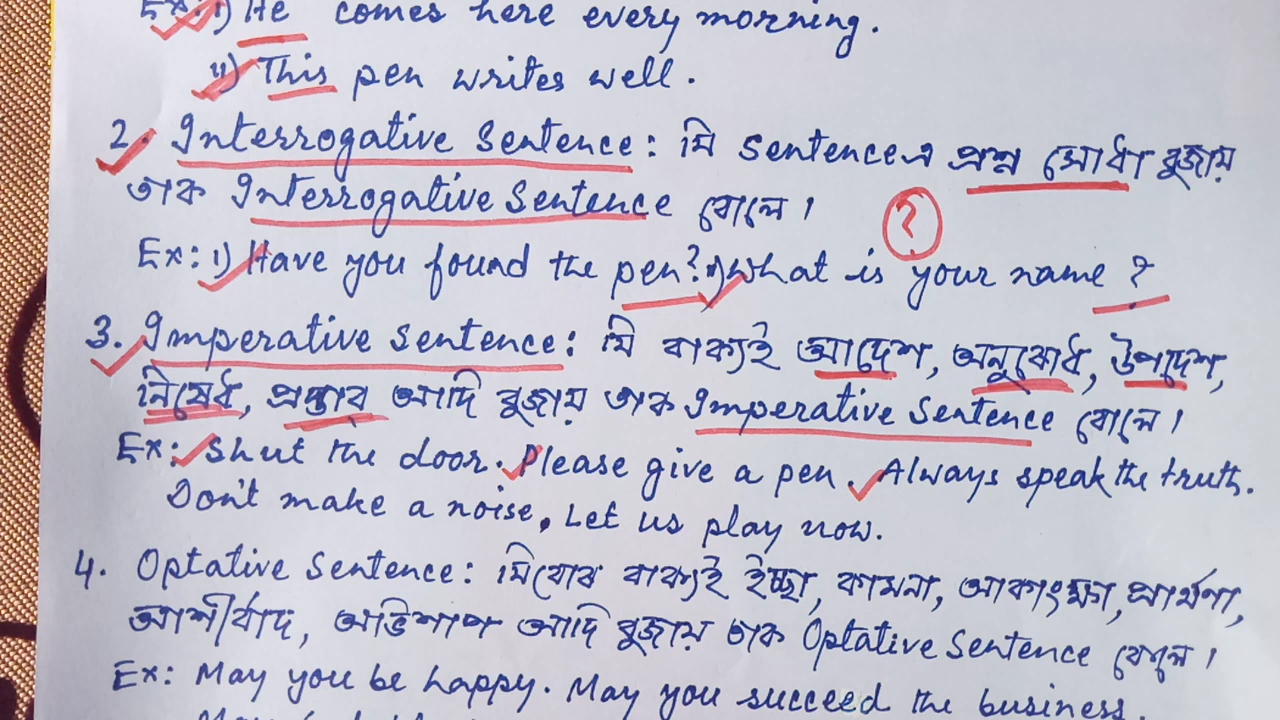 Ex: i) He comes here every morning.
ii) This pen writes well.
2. Interrogative Sentence: যি sentenceএ প্ৰশ্ন সোধা বুজায়
তাক Interrogative Sentence বোলে। ?
Ex: i) Have you found the pen? ii) What is your name ?
3. Imperative Sentence: যি বাক্যই আদেশ, অনুৰোধ, উপদেশ,
নিষেধ, প্ৰস্তাৱ আদি বুজায় তাক Imperative Sentence বোলে।
Ex: Shut the door. Please give a pen. Always speak the truth.
Don't make a noise. Let us play now.
4. Optative Sentence: যিবোৰ বাক্যই ইচ্ছা, কামনা, আকাংক্ষা, প্ৰাৰ্থনা,
আশীৰ্বাদ, অভিশাপ আদি বুজায় তাক Optative Sentence বোলে।
Ex: May you be happy. May you succeed the business.